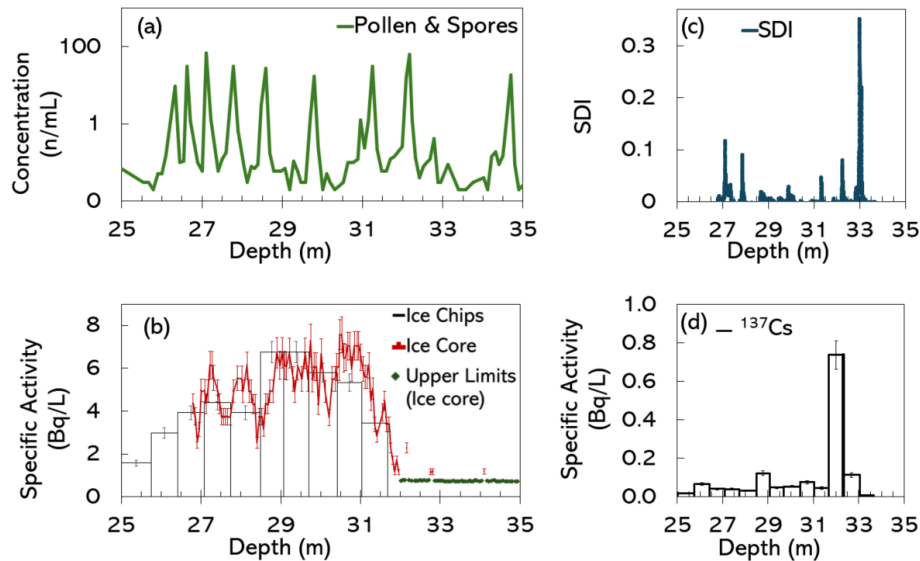 (a)
Pollen & Spores
Concentration
(n/mL)
100
1
0
25 27 29 31 33 35
Depth (m)
(c)
SDI
SDI
0.3
0.2
0.1
0
25 27 29 31 33 35
Depth (m)
(b)
Ice Chips
Ice Core
Upper Limits
(Ice core)
Specific Activity
(Bq/L)
8
6
4
2
0
25 27 29 31 33 35
Depth (m)
(d)
¹³⁷Cs
Specific Activity
(Bq/L)
1.0
0.8
0.6
0.4
0.2
0.0
25 27 29 31 33 35
Depth (m)